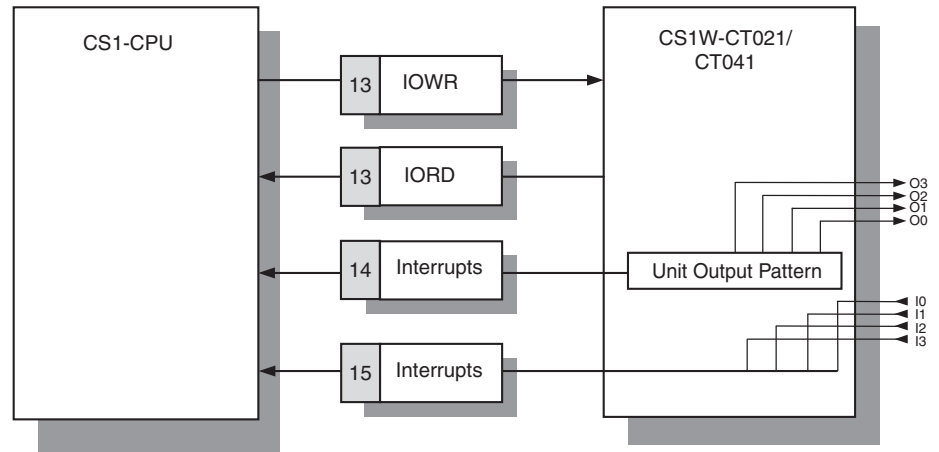 CS1-CPU
CS1W-CT021/
CT041
13 IOWR
13 IORD
O3
O2
O1
O0
14 Interrupts
Unit Output Pattern
I0
I1
I2
I3
15 Interrupts